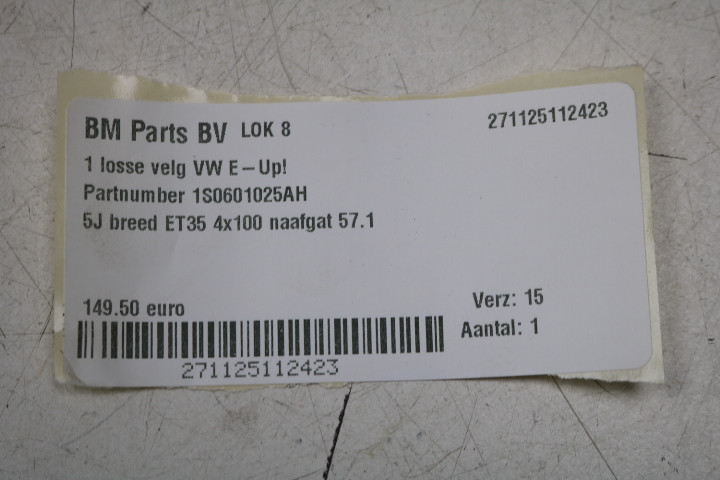 BM Parts BV LOK 8 271125112423
1 losse velg VW E-Up!
Partnumber 1S0601025AH
5J breed ET35 4x100 naafgat 57.1
149.50 euro Verz: 15
Aantal: 1
271125112423